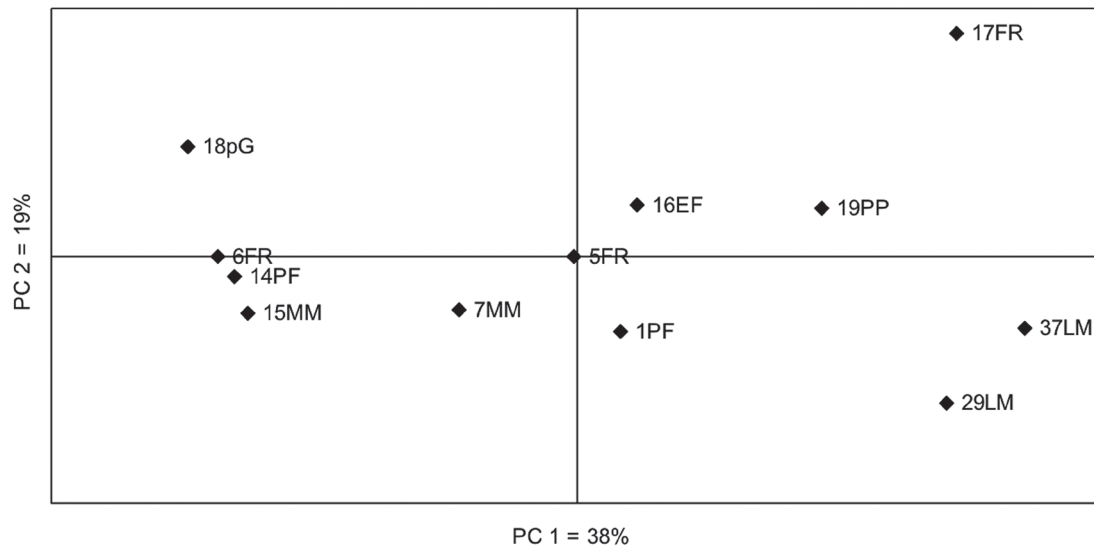 17FR
18pG
16EF
19PP
6FR
5FR
14PF
15MM
7MM
1PF
37LM
29LM
PC 2 = 19%
PC 1 = 38%